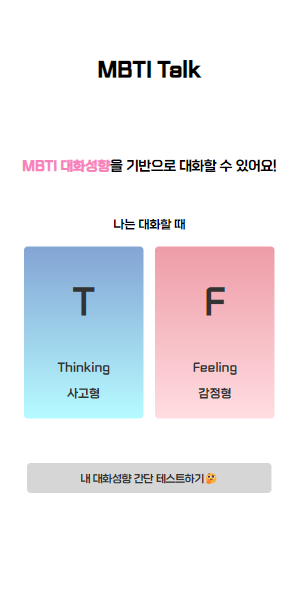 MBTI Talk
MBTI 대화성향을 기반으로 대화할 수 있어요!
나는 대화할 때
T
Thinking
사고형
F
Feeling
감정형
내 대화성향 간단 테스트하기 🤔